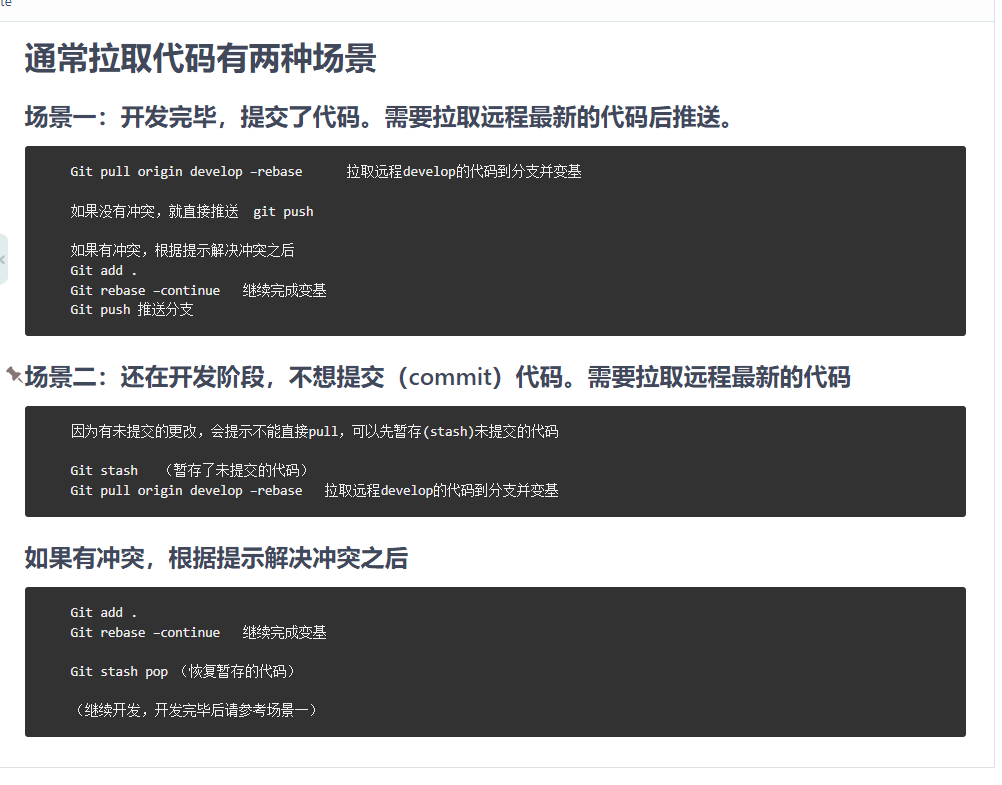 te
通常拉取代码有两种场景
场景一：开发完毕，提交了代码。需要拉取远程最新的代码后推送。
Git pull origin develop –rebase      拉取远程develop的代码到分支并变基
如果没有冲突，就直接推送  git push
如果有冲突，根据提示解决冲突之后
Git add .
Git rebase –continue   继续完成变基
Git push 推送分支
场景二：还在开发阶段，不想提交（commit）代码。需要拉取远程最新的代码
因为有未提交的更改，会提示不能直接pull，可以先暂存(stash)未提交的代码
Git stash   （暂存了未提交的代码）
Git pull origin develop –rebase   拉取远程develop的代码到分支并变基
如果有冲突，根据提示解决冲突之后
Git add .
Git rebase –continue   继续完成变基
Git stash pop （恢复暂存的代码）
（继续开发，开发完毕后请参考场景一）